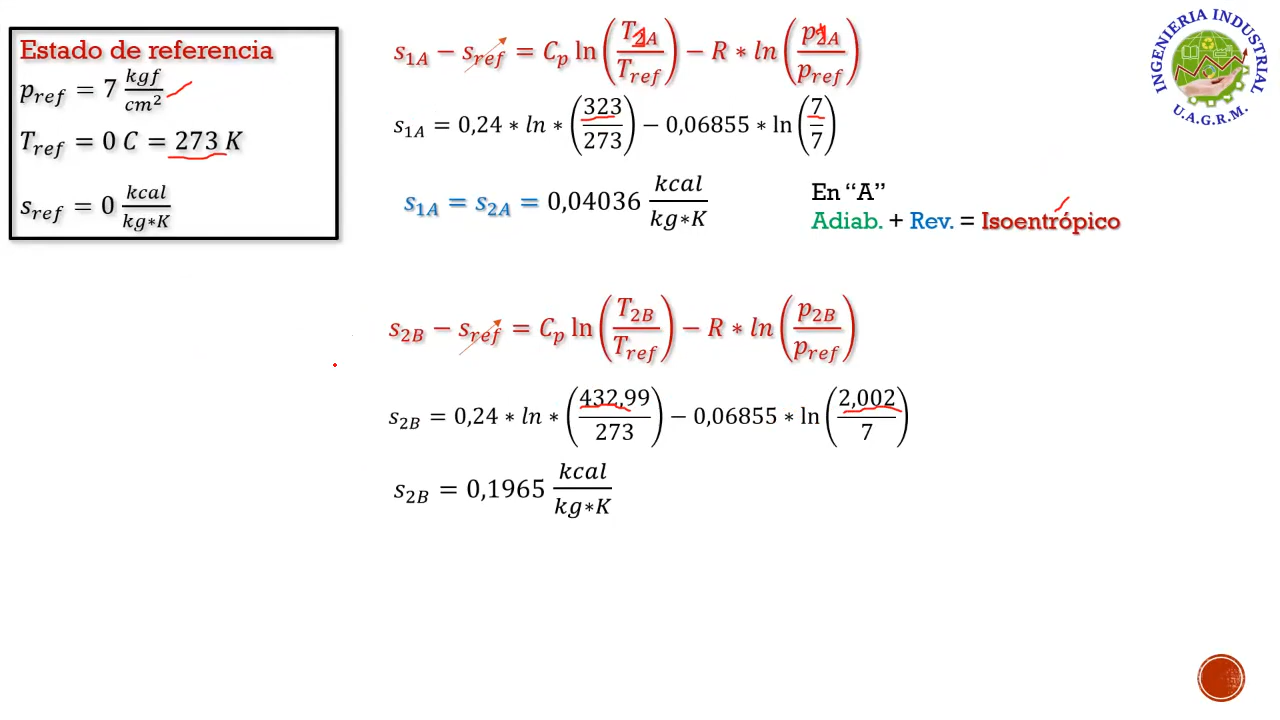 Estado de referencia
p_ref = 7 kgf/cm²
T_ref = 0 C = 273 K
s_ref = 0 kcal/kg∗K
s_1A − s_ref = C_p ln(T_2A/T_ref) − R ∗ ln(p_2A/p_ref)
s_1A = 0,24 ∗ ln ∗ (323/273) − 0,06855 ∗ ln(7/7)
s_1A = s_2A = 0,04036 kcal/kg∗K
En “A”
Adiab. + Rev. = Isoentrópico
s_2B − s_ref = C_p ln(T_2B/T_ref) − R ∗ ln(p_2B/p_ref)
s_2B = 0,24 ∗ ln ∗ (432,99/273) − 0,06855 ∗ ln(2,002/7)
s_2B = 0,1965 kcal/kg∗K
INGENIERIA INDUSTRIAL
U.A.G.R.M.